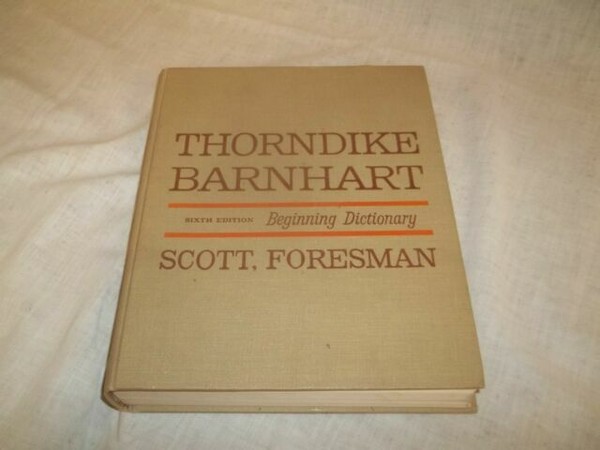 THORNDIKE
BARNHART
SIXTH EDITION Beginning Dictionary
SCOTT, FORESMAN